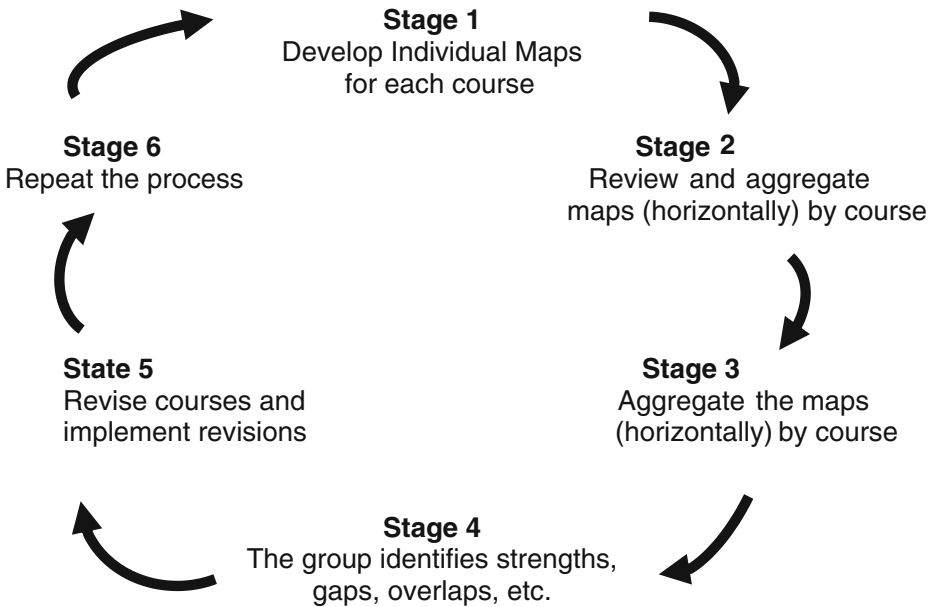 Stage 1
Develop Individual Maps
for each course
Stage 2
Review and aggregate
maps (horizontally) by course
Stage 3
Aggregate the maps
(horizontally) by course
Stage 4
The group identifies strengths,
gaps, overlaps, etc.
State 5
Revise courses and
implement revisions
Stage 6
Repeat the process